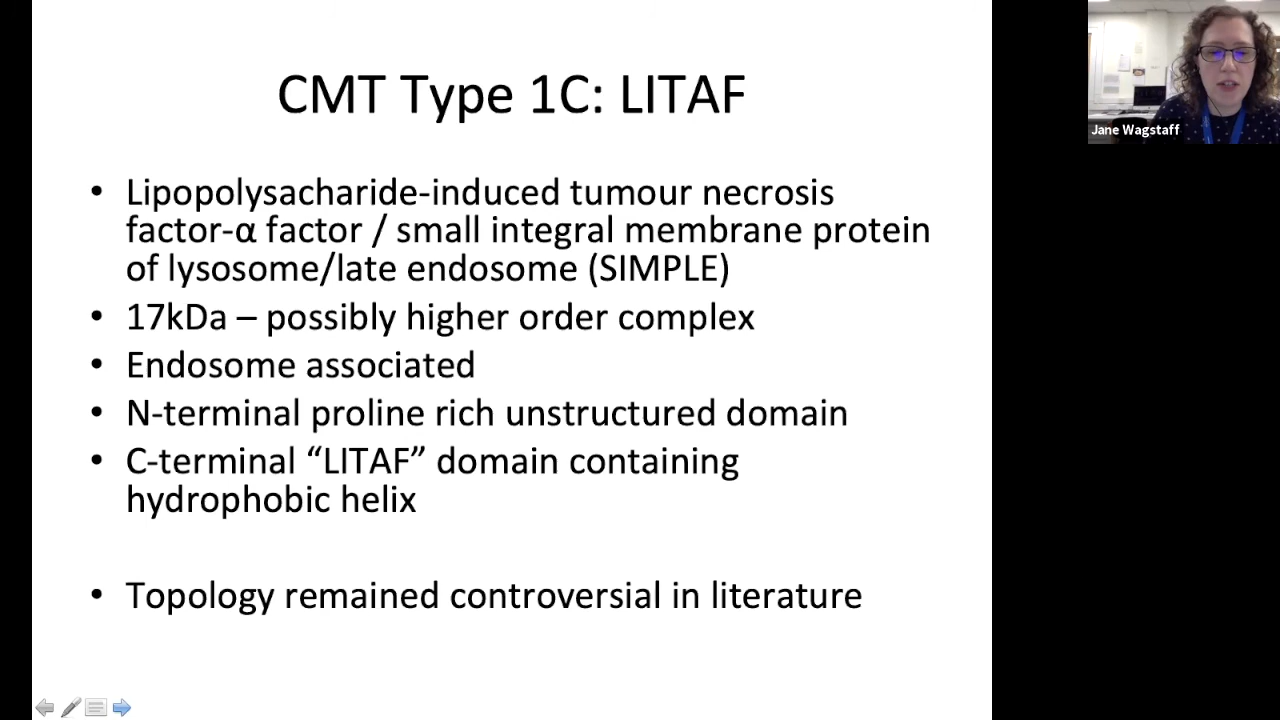 CMT Type 1C: LITAF
• Lipopolysacharide-induced tumour necrosis
factor-α factor / small integral membrane protein
of lysosome/late endosome (SIMPLE)
• 17kDa – possibly higher order complex
• Endosome associated
• N-terminal proline rich unstructured domain
• C-terminal “LITAF” domain containing
hydrophobic helix
• Topology remained controversial in literature
Jane Wagstaff